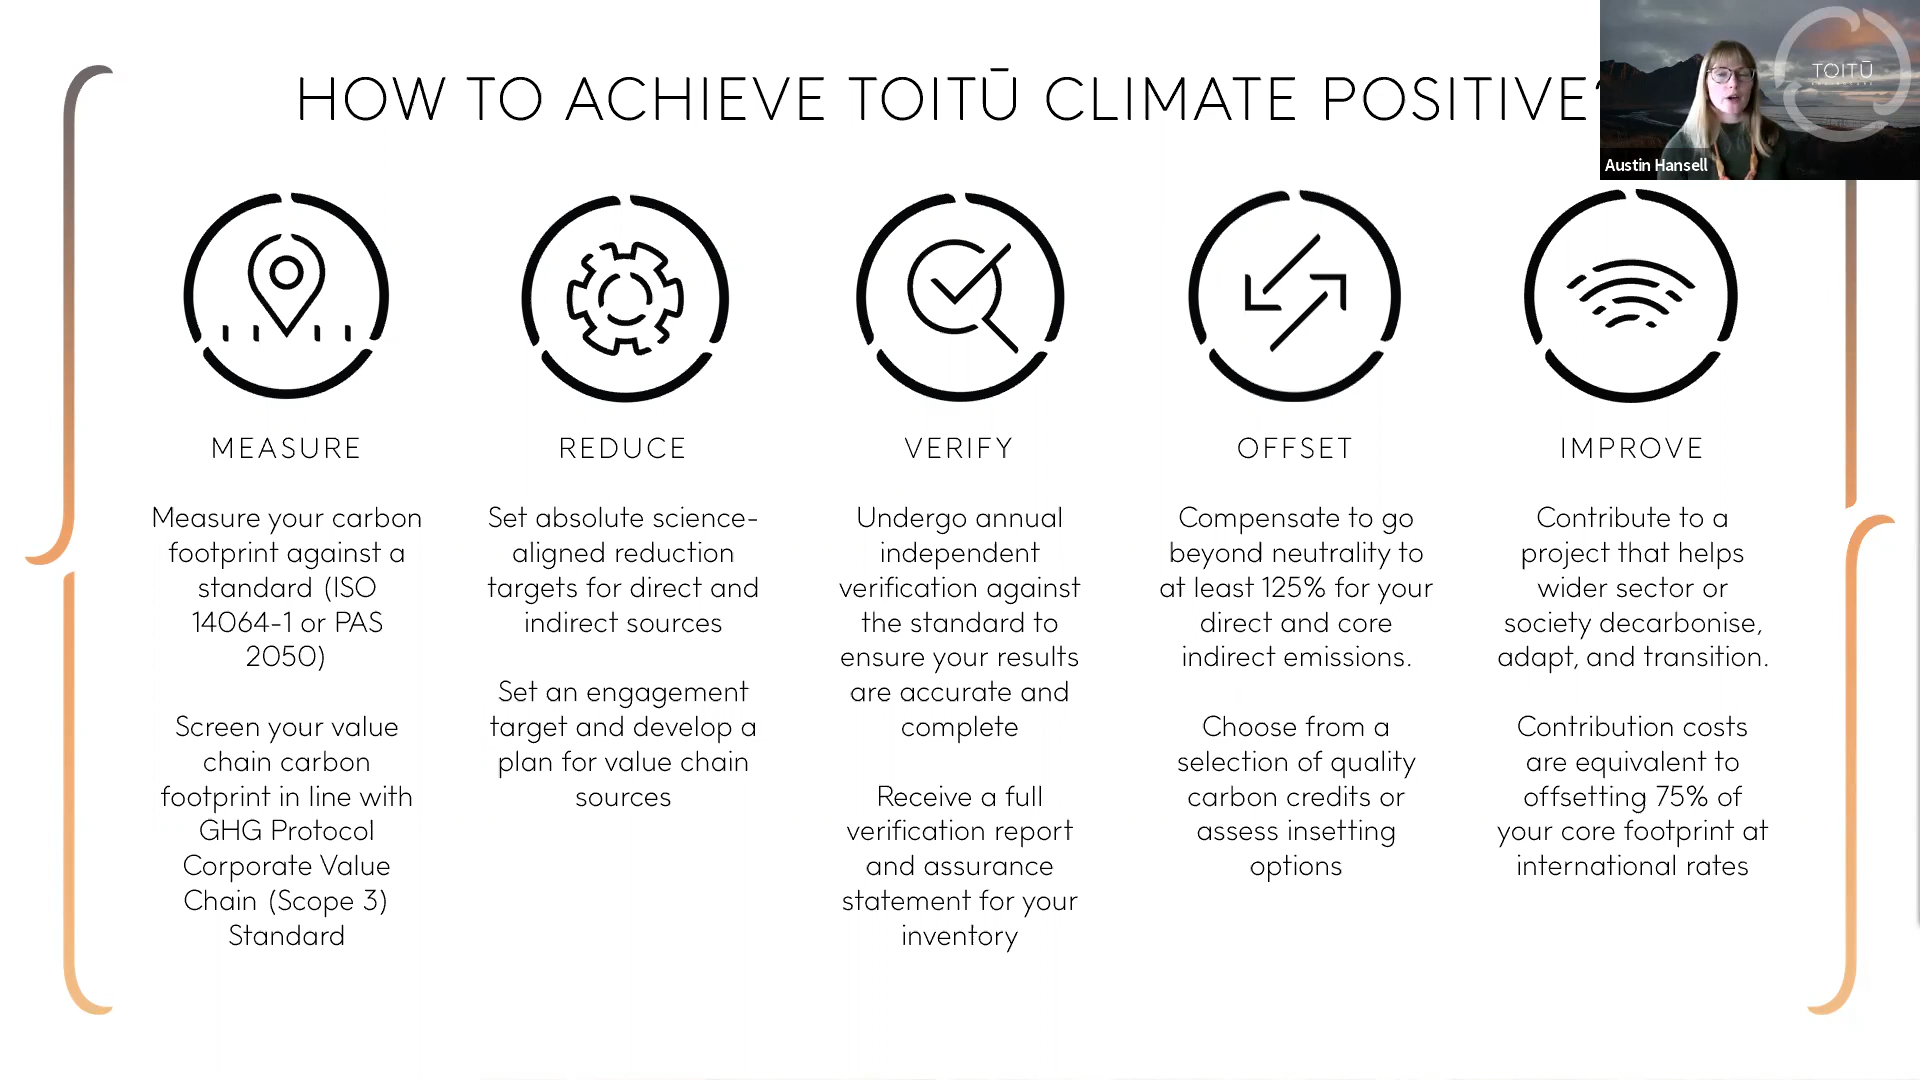 HOW TO ACHIEVE TOITŪ CLIMATE POSITIVE?
TOITŪ
Austin Hansell
MEASURE
Measure your carbon
footprint against a
standard (ISO
14064-1 or PAS
2050)
Screen your value
chain carbon
footprint in line with
GHG Protocol
Corporate Value
Chain (Scope 3)
Standard
REDUCE
Set absolute science-
aligned reduction
targets for direct and
indirect sources
Set an engagement
target and develop a
plan for value chain
sources
VERIFY
Undergo annual
independent
verification against
the standard to
ensure your results
are accurate and
complete
Receive a full
verification report
and assurance
statement for your
inventory
OFFSET
Compensate to go
beyond neutrality to
at least 125% for your
direct and core
indirect emissions.
Choose from a
selection of quality
carbon credits or
assess insetting
options
IMPROVE
Contribute to a
project that helps
wider sector or
society decarbonise,
adapt, and transition.
Contribution costs
are equivalent to
offsetting 75% of
your core footprint at
international rates